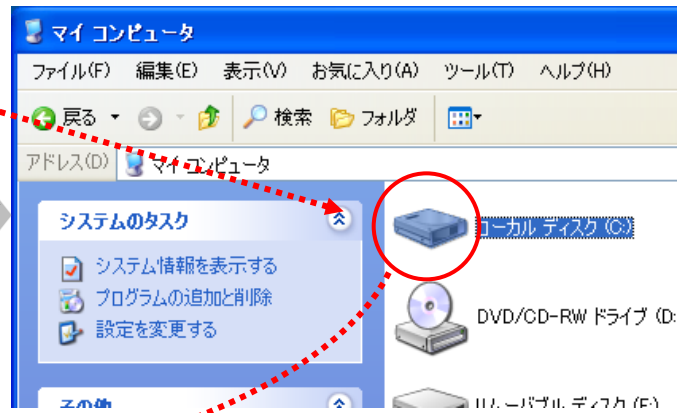 マイ コンピュータ
ファイル(F) 編集(E) 表示(V) お気に入り(A) ツール(T) ヘルプ(H)
戻る 検索 フォルダ
アドレス(D) マイ コンピュータ
システムのタスク
システム情報を表示する
プログラムの追加と削除
設定を変更する
ローカル ディスク (C:)
DVD/CD-RW ドライブ (D:
その他
リムーバブル ディスク (E:)